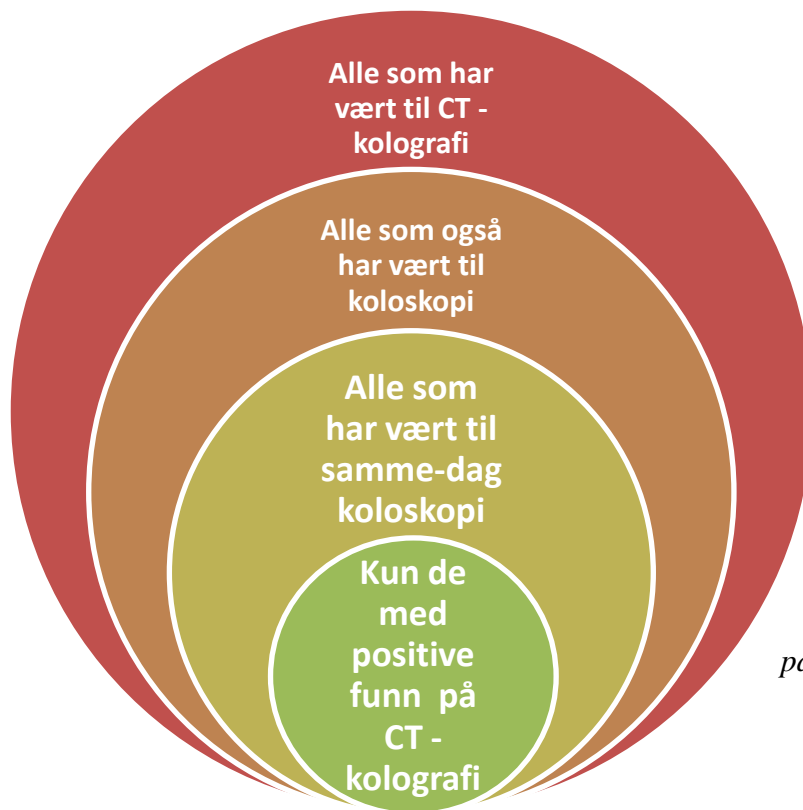 Alle som har
vært til CT -
kolografi
Alle som også
har vært til
koloskopi
Alle som
har vært til
samme-dag
koloskopi
Kun de
med
positive
funn på
CT -
kolografi